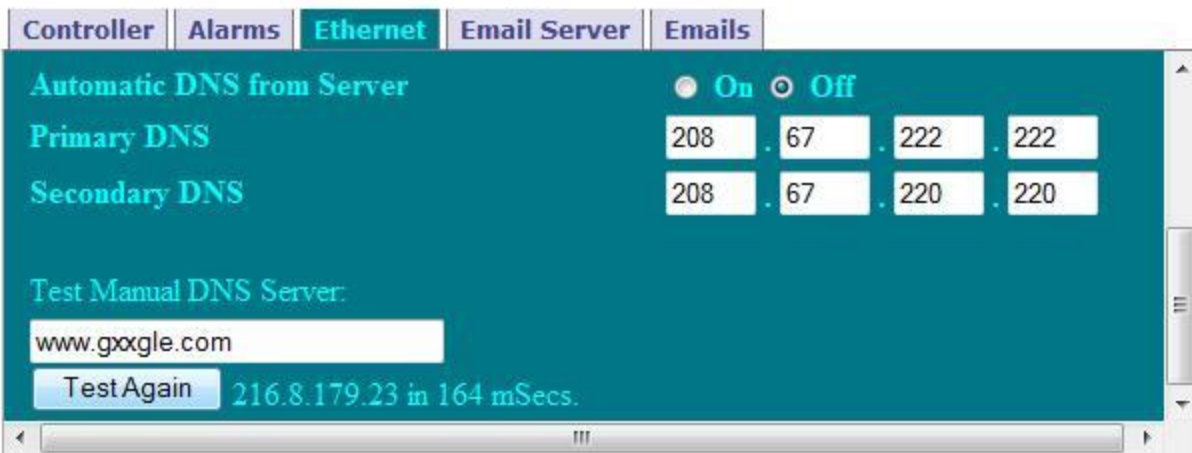 Controller Alarms Ethernet Email Server Emails
Automatic DNS from Server On Off
Primary DNS 208 . 67 . 222 . 222
Secondary DNS 208 . 67 . 220 . 220
Test Manual DNS Server:
www.gxxgle.com
Test Again 216.8.179.23 in 164 mSecs.